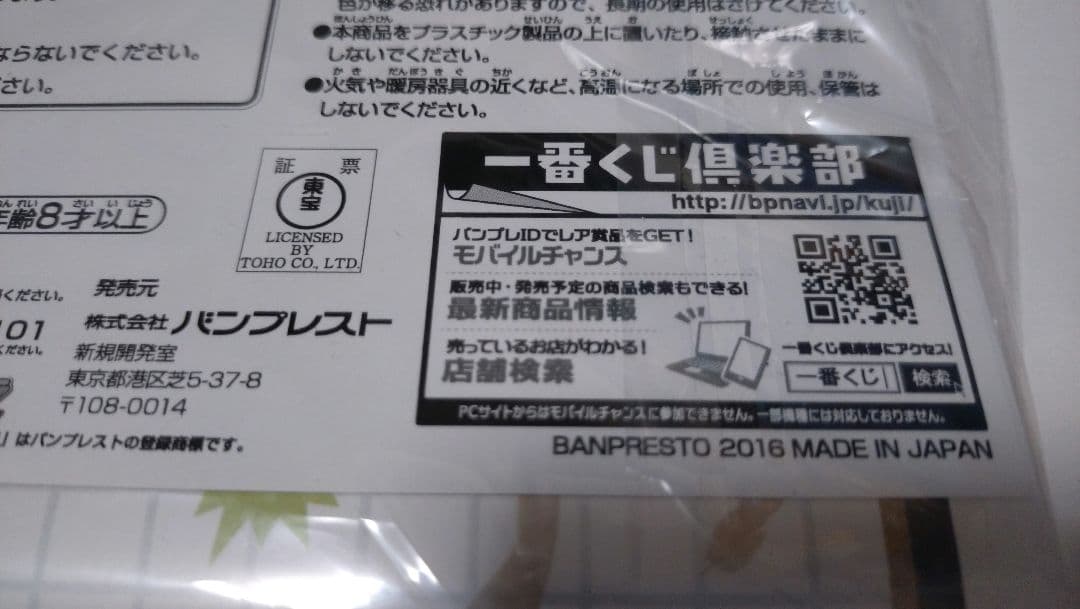 色が移る恐れがありますので、長期の使用はさけてください。
●本商品をプラスチック製品の上に置いたり、接触させたままに
しないでください。
●火気や暖房器具の近くなど、高温になる場所での使用、保管は
しないでください。
ならないでください。
さい。
年齢8才以上
証 票
東宝
LICENSED
BY
TOHO CO., LTD.
ください。
101
ください。
発売元
株式会社 バンプレスト
新規開発室
東京都港区芝5-37-8
〒108-0014
」はバンプレストの登録商標です。
一番くじ倶楽部
http://bpnavi.jp/kuji/
バンプレIDでレア賞品をGET!
モバイルチャンス
販売中・発売予定の商品検索もできる!
最新商品情報
売っているお店がわかる!
店舗検索
一番くじ倶楽部にアクセス!
一番くじ 検索
PCサイトからはモバイルチャンスに参加できません。一部機種には対応しておりません。
BANPRESTO 2016 MADE IN JAPAN